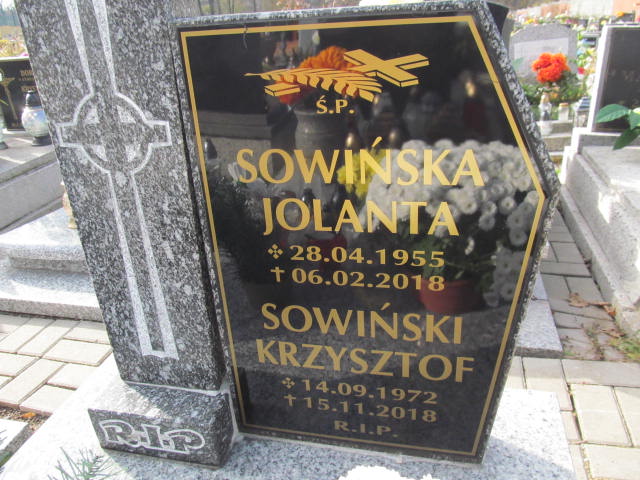 Ś.P.
SOWIŃSKA
JOLANTA
28.04.1955
† 06.02.2018
SOWIŃSKI
KRZYSZTOF
14.09.1972
† 15.11.2018
R.I.P.
R.I.P